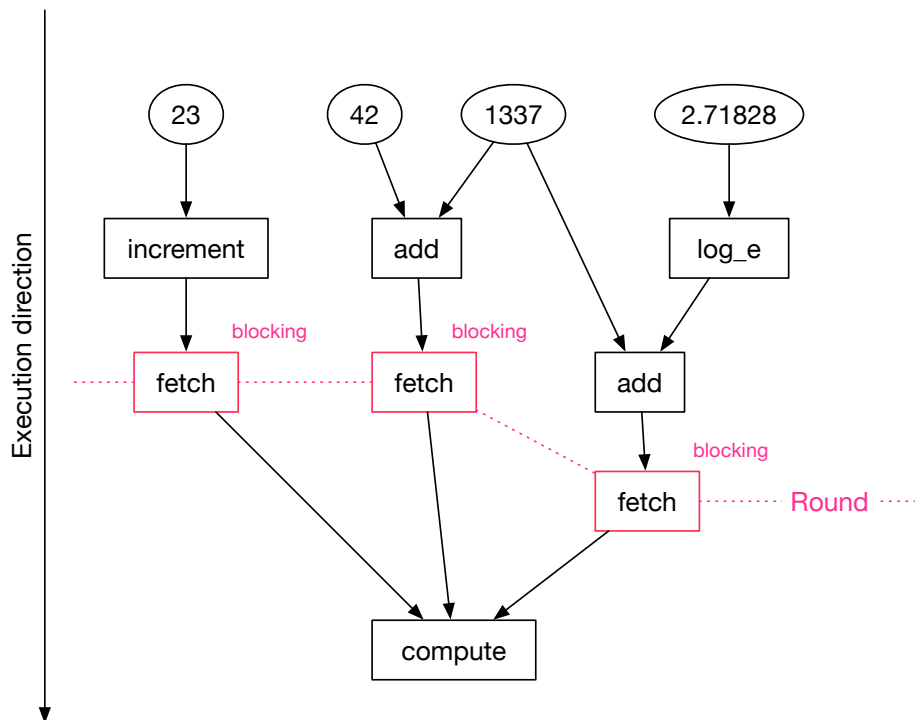 23
42
1337
2.71828
increment
add
log_e
Execution direction
blocking
blocking
fetch
fetch
add
blocking
fetch
Round
compute